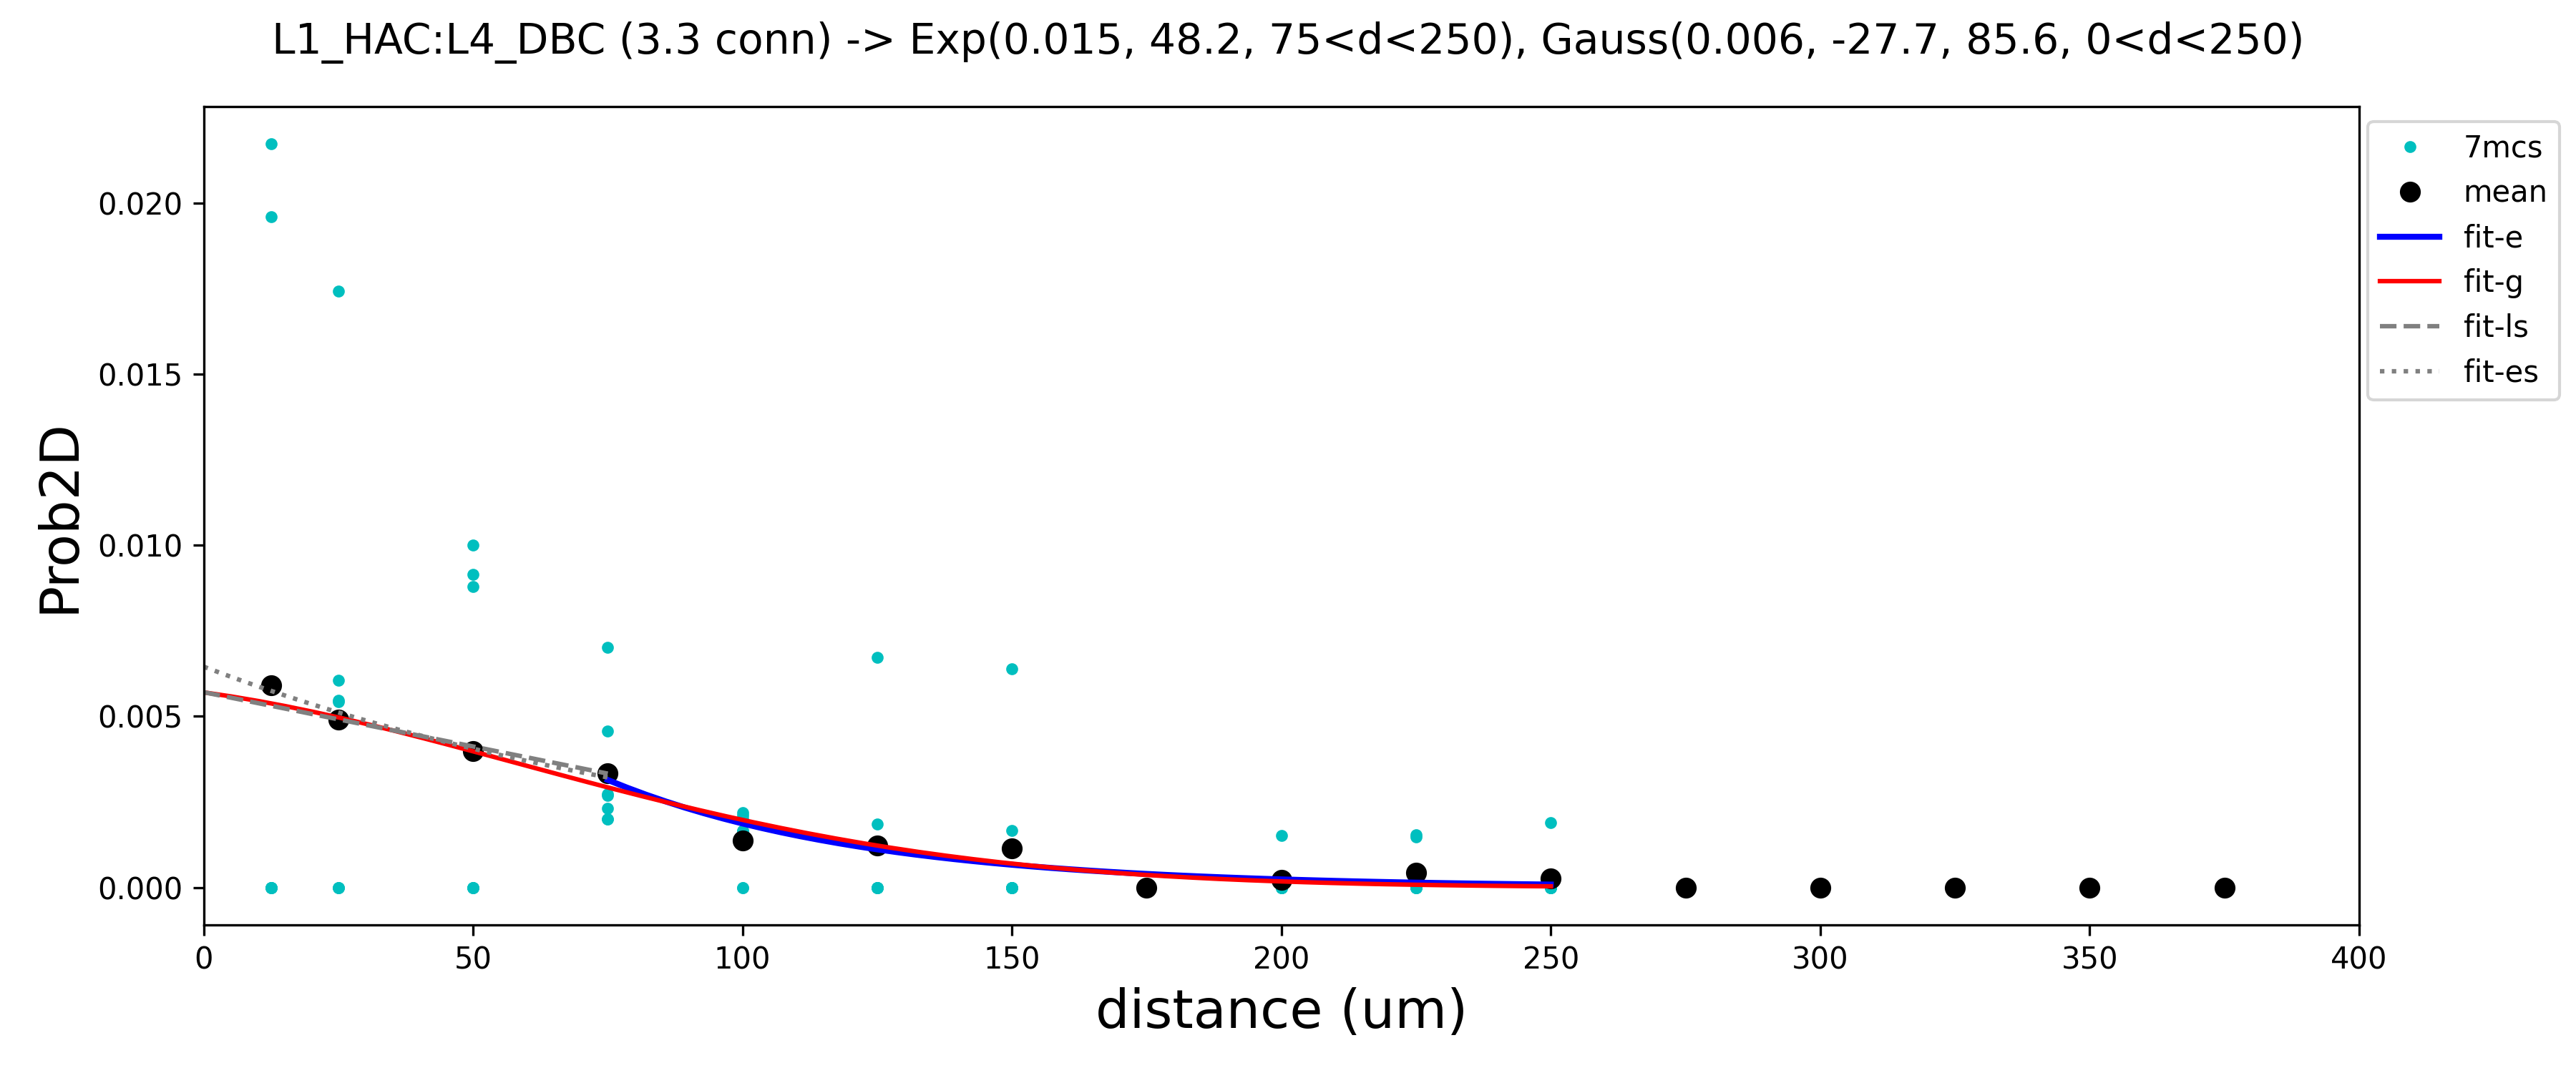 L1_HAC:L4_DBC (3.3 conn) -> Exp(0.015, 48.2, 75<d<250), Gauss(0.006, -27.7, 85.6, 0<d<250)
7mcs
mean
fit-e
fit-g
fit-ls
fit-es
Prob2D
0.020
0.015
0.010
0.005
0.000
0 50 100 150 200 250 300 350 400
distance (um)